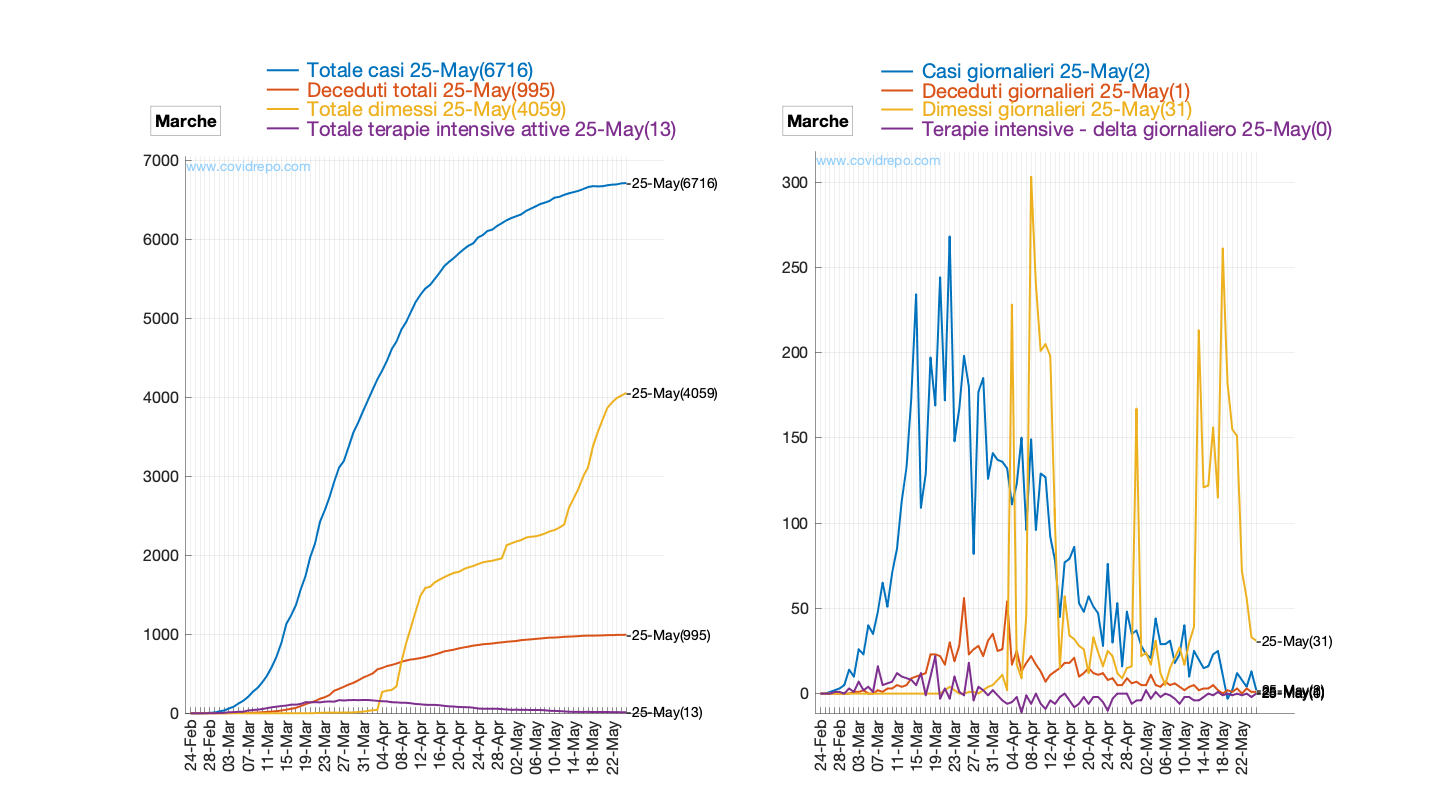 Totale casi 25-May(6716)
Deceduti totali 25-May(995)
Totale dimessi 25-May(4059)
Totale terapie intensive attive 25-May(13)
Marche
www.covidrepo.com
7000
6000
5000
4000
3000
2000
1000
0
25-May(6716)
25-May(4059)
25-May(995)
25-May(13)
24-Feb
28-Feb
03-Mar
07-Mar
11-Mar
15-Mar
19-Mar
23-Mar
27-Mar
31-Mar
04-Apr
08-Apr
12-Apr
16-Apr
20-Apr
24-Apr
28-Apr
02-May
06-May
10-May
14-May
18-May
22-May
Casi giornalieri 25-May(2)
Deceduti giornalieri 25-May(1)
Dimessi giornalieri 25-May(31)
Terapie intensive - delta giornaliero 25-May(0)
Marche
www.covidrepo.com
300
250
200
150
100
50
0
25-May(31)
24-Feb
28-Feb
03-Mar
07-Mar
11-Mar
15-Mar
19-Mar
23-Mar
27-Mar
31-Mar
04-Apr
08-Apr
12-Apr
16-Apr
20-Apr
24-Apr
28-Apr
02-May
06-May
10-May
14-May
18-May
22-May